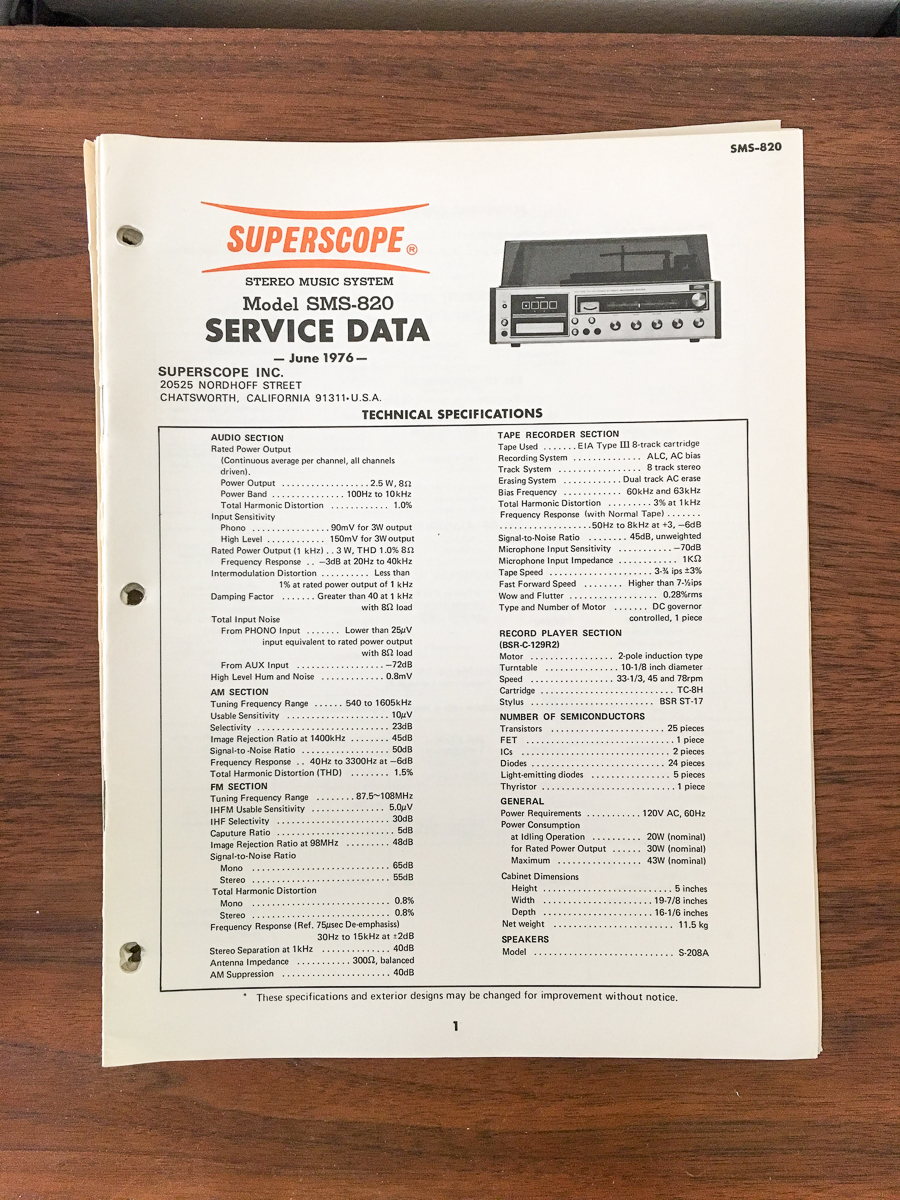 SMS-820
SUPERSCOPE®
STEREO MUSIC SYSTEM
Model SMS-820
SERVICE DATA
— June 1976 —
SUPERSCOPE INC.
20525 NORDHOFF STREET
CHATSWORTH, CALIFORNIA 91311•U.S.A.
TECHNICAL SPECIFICATIONS
AUDIO SECTION
Rated Power Output
(Continuous average per channel, all channels
driven).
Power Output . . . . . . . . . . . . . . . . . . 2.5 W, 8Ω
Power Band . . . . . . . . . . . . . . . 100Hz to 10kHz
Total Harmonic Distortion . . . . . . . . . . . . 1.0%
Input Sensitivity
Phono . . . . . . . . . . . . . . . 90mV for 3W output
High Level . . . . . . . . . . . . 150mV for 3W output
Rated Power Output (1 kHz) . . 3 W, THD 1.0% 8Ω
Frequency Response . . −3dB at 20Hz to 40kHz
Intermodulation Distortion . . . . . . . . . . Less than
1% at rated power output of 1 kHz
Damping Factor . . . . . . . Greater than 40 at 1 kHz
with 8Ω load
Total Input Noise
From PHONO Input . . . . . . . Lower than 25µV
input equivalent to rated power output
with 8Ω load
From AUX Input . . . . . . . . . . . . . . . . . −72dB
High Level Hum and Noise . . . . . . . . . . . . . 0.8mV
AM SECTION
Tuning Frequency Range . . . . . . 540 to 1605kHz
Usable Sensitivity . . . . . . . . . . . . . . . . . . . . 10µV
Selectivity . . . . . . . . . . . . . . . . . . . . . . . . . 23dB
Image Rejection Ratio at 1400kHz . . . . . . . . 45dB
Signal-to-Noise Ratio . . . . . . . . . . . . . . . . . 50dB
Frequency Response . . 40Hz to 3300Hz at −6dB
Total Harmonic Distortion (THD) . . . . . . . . 1.5%
FM SECTION
Tuning Frequency Range . . . . . . . . 87.5~108MHz
IHFM Usable Sensitivity . . . . . . . . . . . . . . . 5.0µV
IHF Selectivity . . . . . . . . . . . . . . . . . . . . . . 30dB
Caputure Ratio . . . . . . . . . . . . . . . . . . . . . . 5dB
Image Rejection Ratio at 98MHz . . . . . . . . . 48dB
Signal-to-Noise Ratio
Mono . . . . . . . . . . . . . . . . . . . . . . . . . . . 65dB
Stereo . . . . . . . . . . . . . . . . . . . . . . . . . . 55dB
Total Harmonic Distortion
Mono . . . . . . . . . . . . . . . . . . . . . . . . . . . 0.8%
Stereo . . . . . . . . . . . . . . . . . . . . . . . . . . 0.8%
Frequency Response (Ref. 75µsec De-emphasiss)
30Hz to 15kHz at ±2dB
Stereo Separation at 1kHz . . . . . . . . . . . . . . 40dB
Antenna Impedance . . . . . . . . . . . 300Ω, balanced
AM Suppression . . . . . . . . . . . . . . . . . . . . . 40dB
TAPE RECORDER SECTION
Tape Used . . . . . . . EIA Type III 8-track cartridge
Recording System . . . . . . . . . . . . . . ALC, AC bias
Track System . . . . . . . . . . . . . . . . . 8 track stereo
Erasing System . . . . . . . . . . . . Dual track AC erase
Bias Frequency . . . . . . . . . . . . 60kHz and 63kHz
Total Harmonic Distortion . . . . . . . . . 3% at 1kHz
Frequency Response (with Normal Tape) . . . . . . .
. . . . . . . . . . . . . . . . . . 50Hz to 8kHz at +3, −6dB
Signal-to-Noise Ratio . . . . . . . . 45dB, unweighted
Microphone Input Sensitivity . . . . . . . . . . . −70dB
Microphone Input Impedance . . . . . . . . . . . . 1KΩ
Tape Speed . . . . . . . . . . . . . . . . . . . 3-¾ ips ±3%
Fast Forward Speed . . . . . . . . Higher than 7-½ips
Wow and Flutter . . . . . . . . . . . . . . . . . 0.28%rms
Type and Number of Motor . . . . . . . DC governor
controlled, 1 piece
RECORD PLAYER SECTION
(BSR-C-129R2)
Motor . . . . . . . . . . . . . . . . . 2-pole induction type
Turntable . . . . . . . . . . . . . . . 10-1/8 inch diameter
Speed . . . . . . . . . . . . . . . . . 33-1/3, 45 and 78rpm
Cartridge . . . . . . . . . . . . . . . . . . . . . . . . . . . TC-8H
Stylus . . . . . . . . . . . . . . . . . . . . . . . . . BSR ST-17
NUMBER OF SEMICONDUCTORS
Transistors . . . . . . . . . . . . . . . . . . . . . . . 25 pieces
FET . . . . . . . . . . . . . . . . . . . . . . . . . . . . . 1 piece
ICs . . . . . . . . . . . . . . . . . . . . . . . . . . . . . 2 pieces
Diodes . . . . . . . . . . . . . . . . . . . . . . . . . . 24 pieces
Light-emitting diodes . . . . . . . . . . . . . . . . 5 pieces
Thyristor . . . . . . . . . . . . . . . . . . . . . . . . . . 1 piece
GENERAL
Power Requirements . . . . . . . . . . . 120V AC, 60Hz
Power Consumption
at Idling Operation . . . . . . . . . . 20W (nominal)
for Rated Power Output . . . . . . 30W (nominal)
Maximum . . . . . . . . . . . . . . . . . 43W (nominal)
Cabinet Dimensions
Height . . . . . . . . . . . . . . . . . . . . . . . . . . 5 inches
Width . . . . . . . . . . . . . . . . . . . . . . 19-7/8 inches
Depth . . . . . . . . . . . . . . . . . . . . . . 16-1/6 inches
Net weight . . . . . . . . . . . . . . . . . . . . . . . . 11.5 kg
SPEAKERS
Model . . . . . . . . . . . . . . . . . . . . . . . . . . . . S-208A
* These specifications and exterior designs may be changed for improvement without notice.
1